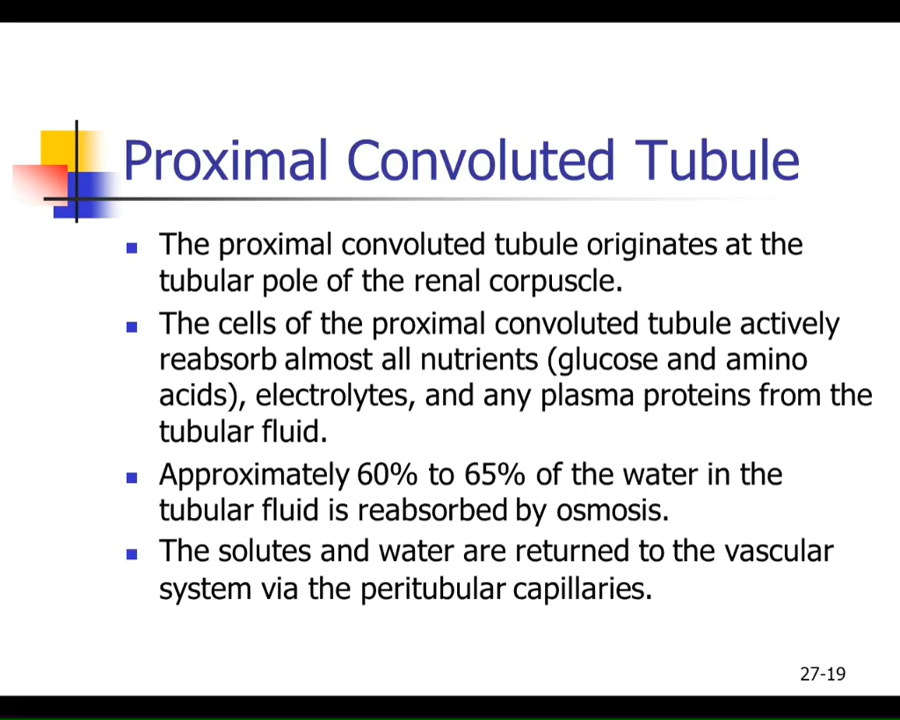 Proximal Convoluted Tubule
The proximal convoluted tubule originates at the
tubular pole of the renal corpuscle.
The cells of the proximal convoluted tubule actively
reabsorb almost all nutrients (glucose and amino
acids), electrolytes, and any plasma proteins from the
tubular fluid.
Approximately 60% to 65% of the water in the
tubular fluid is reabsorbed by osmosis.
The solutes and water are returned to the vascular
system via the peritubular capillaries.
27-19